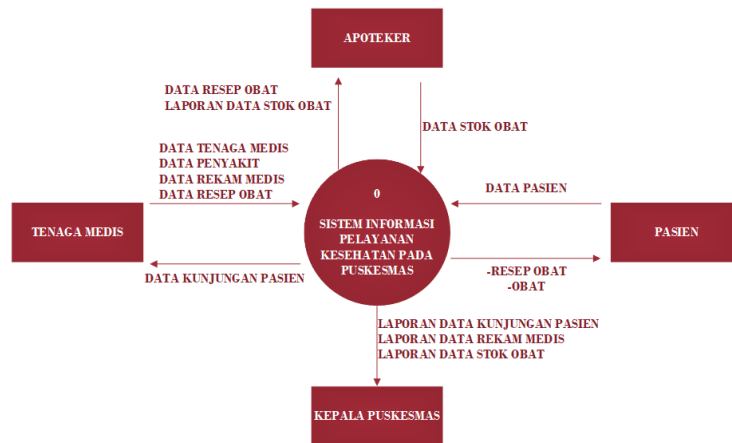 APOTEKER
DATA RESEP OBAT
LAPORAN DATA STOK OBAT
DATA STOK OBAT
DATA TENAGA MEDIS
DATA PENYAKIT
DATA REKAM MEDIS
DATA RESEP OBAT
DATA PASIEN
TENAGA MEDIS
0
SISTEM INFORMASI
PELAYANAN
KESEHATAN PADA
PUSKESMAS
PASIEN
DATA KUNJUNGAN PASIEN
-RESEP OBAT
-OBAT
LAPORAN DATA KUNJUNGAN PASIEN
LAPORAN DATA REKAM MEDIS
LAPORAN DATA STOK OBAT
KEPALA PUSKESMAS